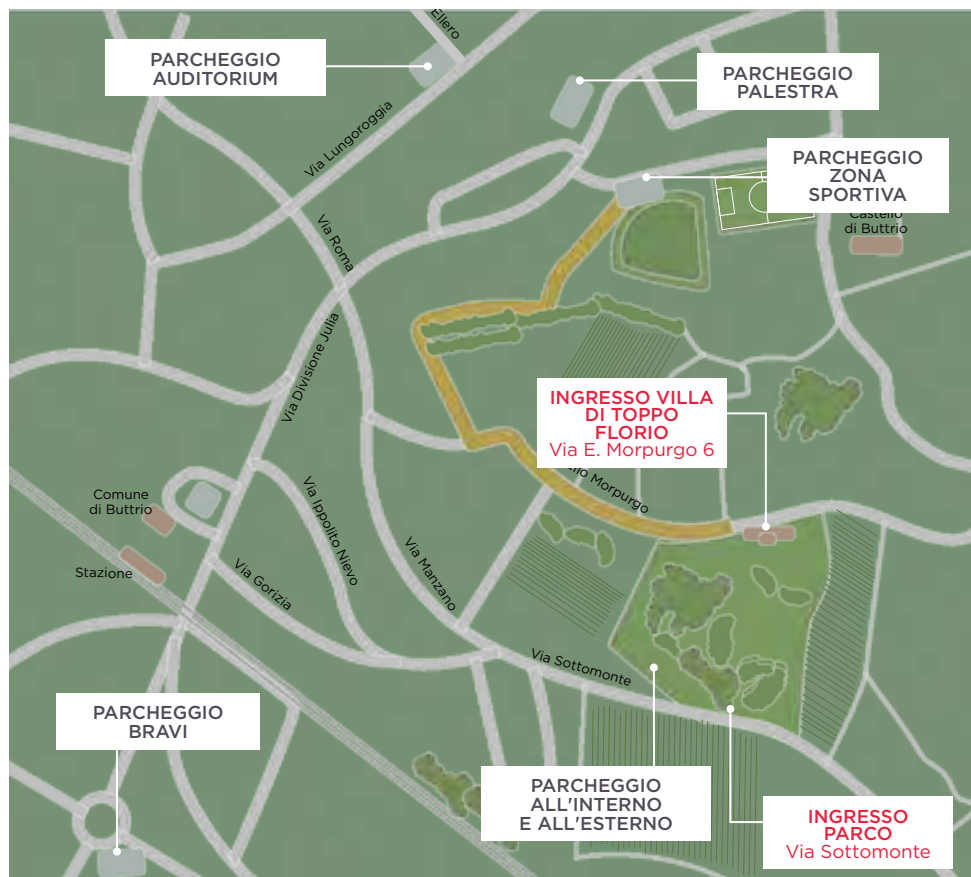 Ellero
PARCHEGGIO
AUDITORIUM
PARCHEGGIO
PALESTRA
Via Lungoroggia
PARCHEGGIO
ZONA
SPORTIVA
Castello
di Buttrio
Via Roma
Via Divisione Julia
INGRESSO VILLA
DI TOPPO
FLORIO
Via E. Morpurgo 6
Morpurgo
Comune
di Buttrio
Via Ippolito Nievo
Stazione
Via Gorizia
Via Manzano
Via Sottomonte
PARCHEGGIO
BRAVI
PARCHEGGIO
ALL'INTERNO
E ALL'ESTERNO
INGRESSO
PARCO
Via Sottomonte